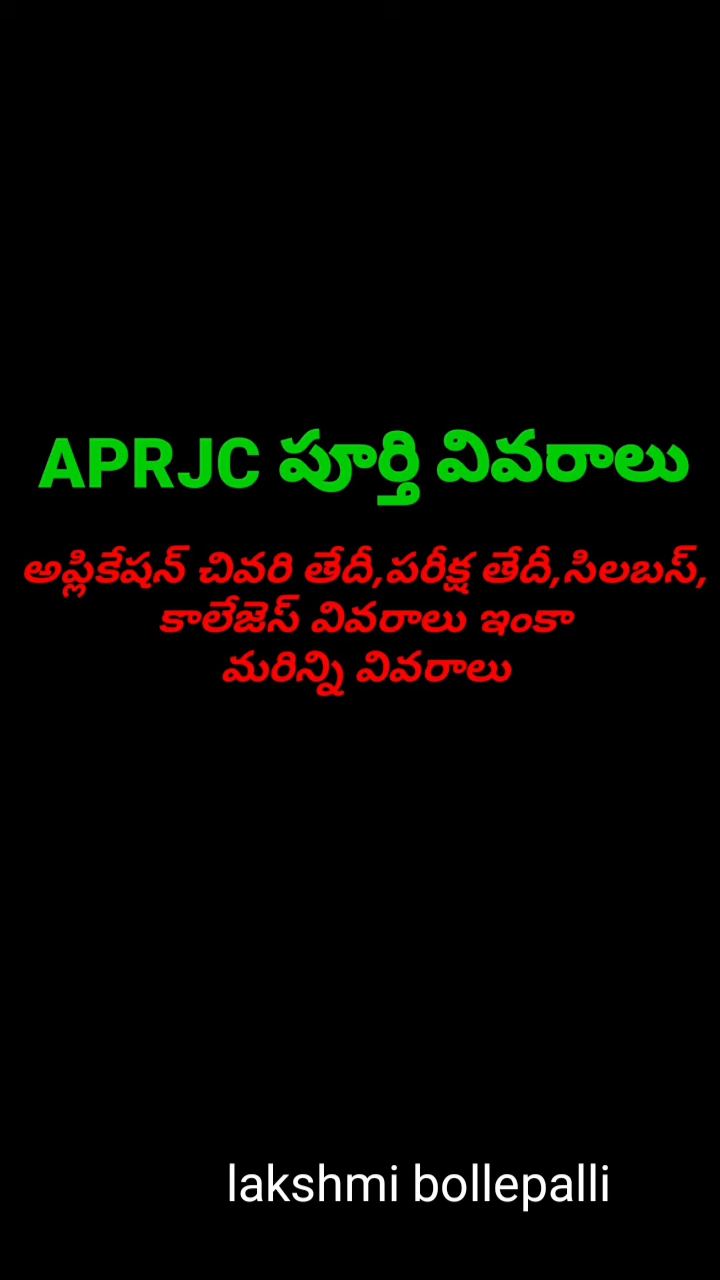 APRJC పూర్తి వివరాలు
అప్లికేషన్ చివరి తేదీ,పరీక్ష తేదీ,సిలబస్,
కాలేజెస్ వివరాలు ఇంకా
మరిన్ని వివరాలు
lakshmi bollepalli